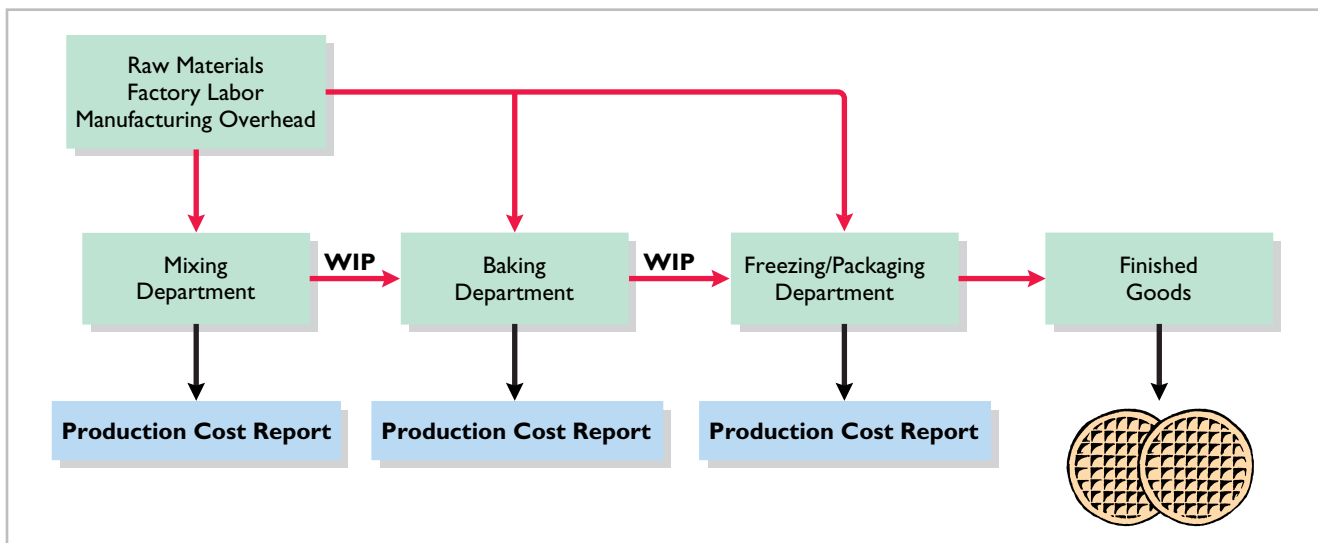 Raw Materials
Factory Labor
Manufacturing Overhead
Mixing
Department
WIP
Baking
Department
WIP
Freezing/Packaging
Department
Finished
Goods
Production Cost Report
Production Cost Report
Production Cost Report